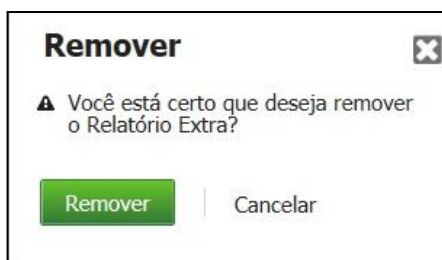 Remover
Você está certo que deseja remover
o Relatório Extra?
Remover
Cancelar